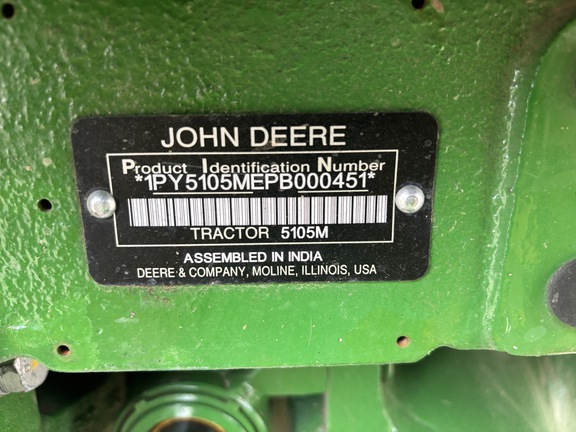 JOHN DEERE
Product Identification Number
*1PY5105MEPB000451*
TRACTOR 5105M
ASSEMBLED IN INDIA
DEERE & COMPANY, MOLINE, ILLINOIS, USA